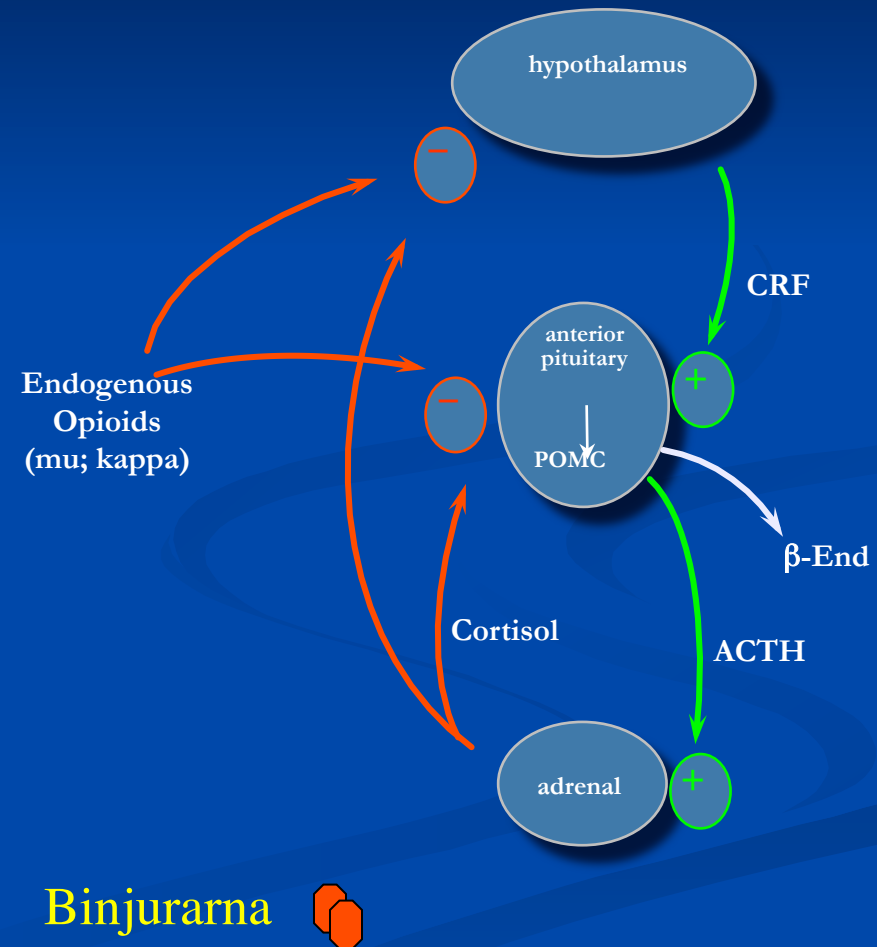 hypothalamus
−
CRF
anterior
pituitary
+
Endogenous
Opioids
(mu; kappa)
−
POMC
β-End
Cortisol
ACTH
adrenal
+
Binjurarna